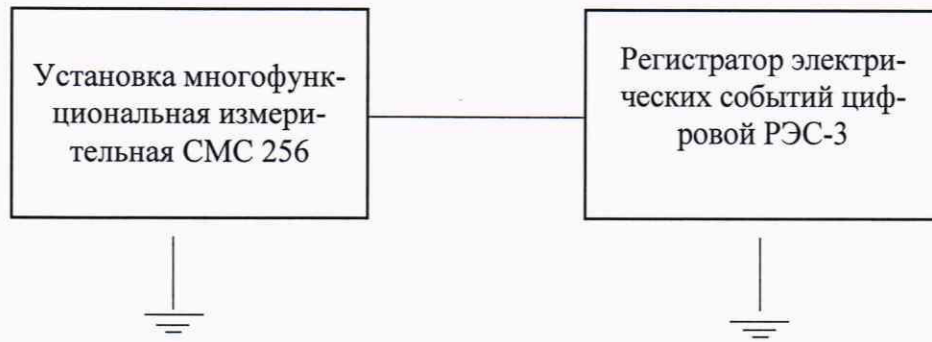 Установка многофунк-
циональная измери-
тельная СМС 256
Регистратор электри-
ческих событий циф-
ровой РЭС-3